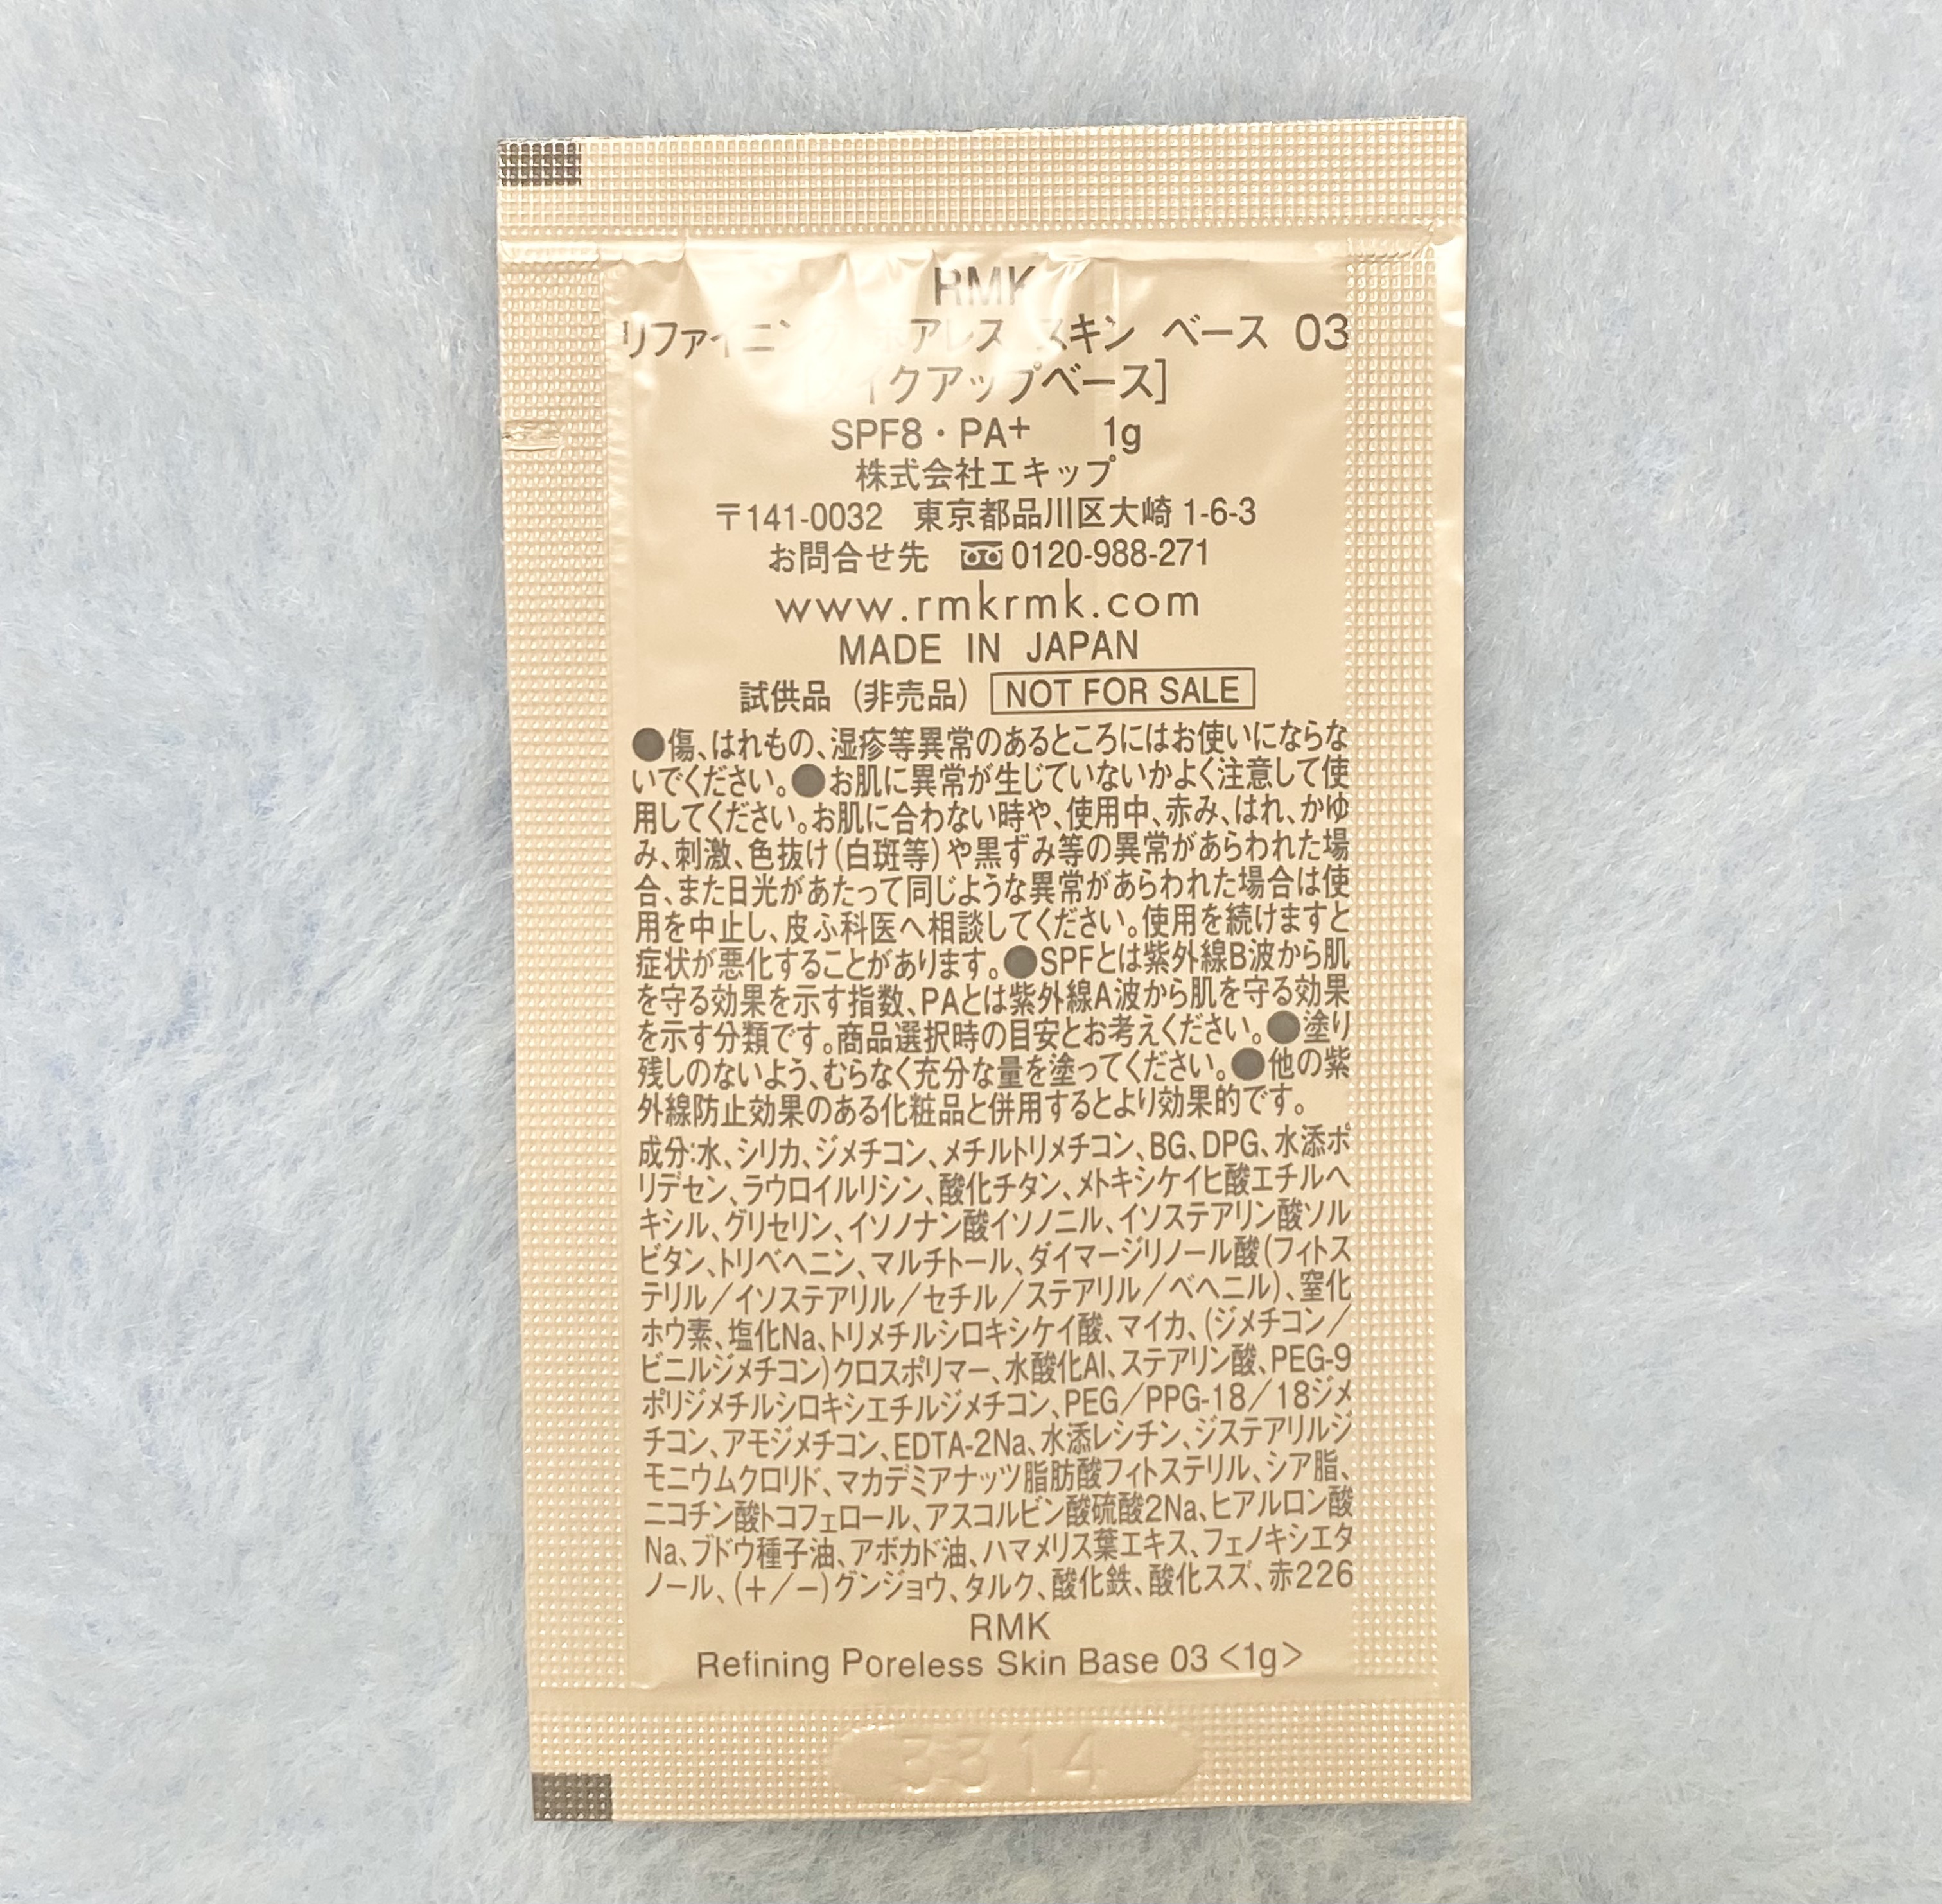 RMK
リファイニング ポアレス スキン ベース 03
[メイクアップベース]
SPF8・PA+ 1g
株式会社エキップ
〒141-0032 東京都品川区大崎 1-6-3
お問合せ先 0120-988-271
www.rmkrmk.com
MADE IN JAPAN
試供品 (非売品) NOT FOR SALE
●傷、はれもの、湿疹等異常のあるところにはお使いにならな
いでください。●お肌に異常が生じていないかよく注意して使
用してください。お肌に合わない時や、使用中、赤み、はれ、かゆ
み、刺激、色抜け(白斑等)や黒ずみ等の異常があらわれた場
合、また日光があたって同じような異常があらわれた場合は使
用を中止し、皮ふ科医へ相談してください。使用を続けますと
症状が悪化することがあります。●SPFとは紫外線B波から肌
を守る効果を示す指数、PAとは紫外線A波から肌を守る効果
を示す分類です。商品選択時の目安とお考えください。●塗り
残しのないよう、むらなく充分な量を塗ってください。●他の紫
外線防止効果のある化粧品と併用するとより効果的です。
成分:水、シリカ、ジメチコン、メチルトリメチコン、BG、DPG、水添ポ
リデセン、ラウロイルリシン、酸化チタン、メトキシケイヒ酸エチルヘ
キシル、グリセリン、イソノナン酸イソノニル、イソステアリン酸ソル
ビタン、トリベヘニン、マルチトール、ダイマージリノール酸(フィトス
テリル/イソステアリル/セチル/ステアリル/ベヘニル)、窒化
ホウ素、塩化Na、トリメチルシロキシケイ酸、マイカ、(ジメチコン/
ビニルジメチコン)クロスポリマー、水酸化Al、ステアリン酸、PEG-9
ポリジメチルシロキシエチルジメチコン、PEG/PPG-18/18ジメ
チコン、アモジメチコン、EDTA-2Na、水添レシチン、ジステアリルジ
モニウムクロリド、マカデミアナッツ脂肪酸フィトステリル、シア脂、
ニコチン酸トコフェロール、アスコルビン酸硫酸2Na、ヒアルロン酸
Na、ブドウ種子油、アボカド油、ハマメリス葉エキス、フェノキシエタ
ノール、(+/−)グンジョウ、タルク、酸化鉄、酸化スズ、赤226
RMK
Refining Poreless Skin Base 03 <1g>
3314